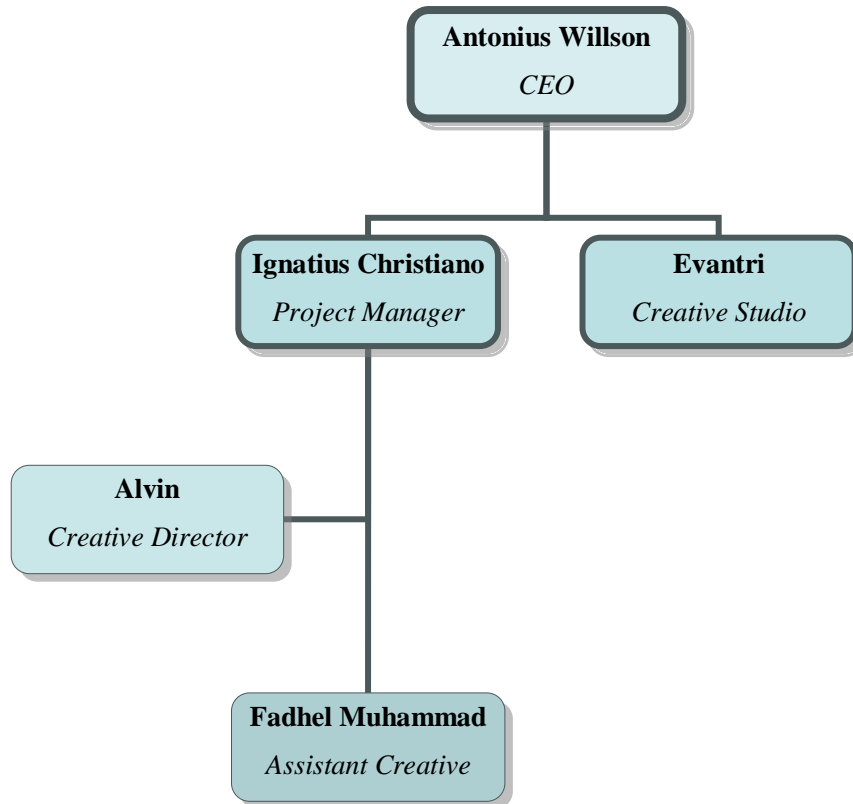 Antonius Willson
CEO
Ignatius Christiano
Project Manager
Evantri
Creative Studio
Alvin
Creative Director
Fadhel Muhammad
Assistant Creative